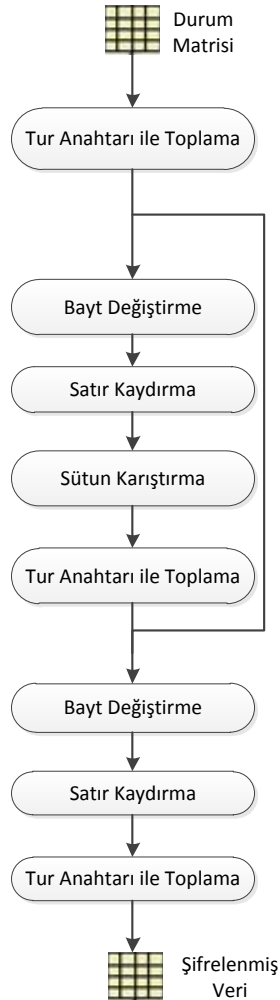 Durum
Matrisi
Tur Anahtarı ile Toplama
Bayt Değiştirme
Satır Kaydırma
Sütun Karıştırma
Tur Anahtarı ile Toplama
Bayt Değiştirme
Satır Kaydırma
Tur Anahtarı ile Toplama
Şifrelenmiş
Veri